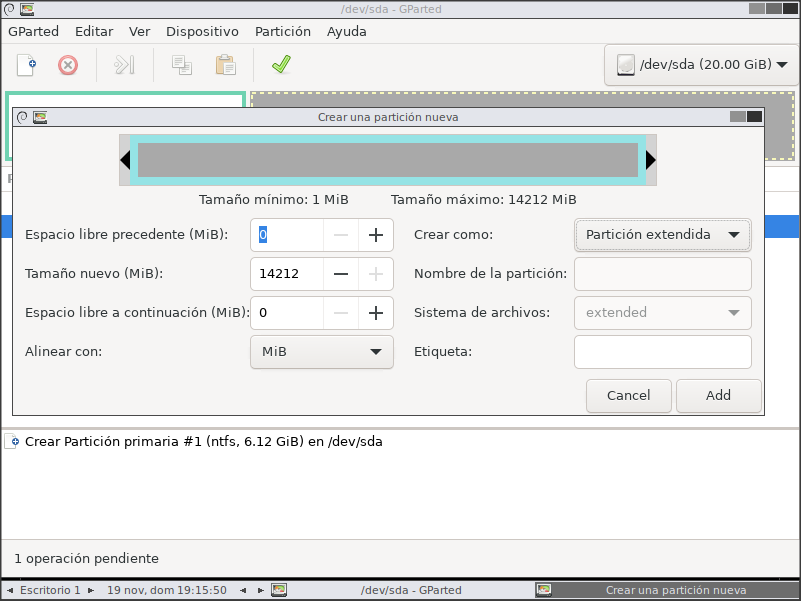 /dev/sda - GParted
GParted Editar Ver Dispositivo Partición Ayuda
/dev/sda (20.00 GiB)
Crear una partición nueva
Tamaño mínimo: 1 MiB Tamaño máximo: 14212 MiB
Espacio libre precedente (MiB): 0 Crear como: Partición extendida
Tamaño nuevo (MiB): 14212 Nombre de la partición:
Espacio libre a continuación (MiB): 0 Sistema de archivos: extended
Alinear con: MiB Etiqueta:
Cancel Add
Crear Partición primaria #1 (ntfs, 6.12 GiB) en /dev/sda
1 operación pendiente
Escritorio 1 19 nov, dom 19:15:50 /dev/sda - GParted Crear una partición nueva